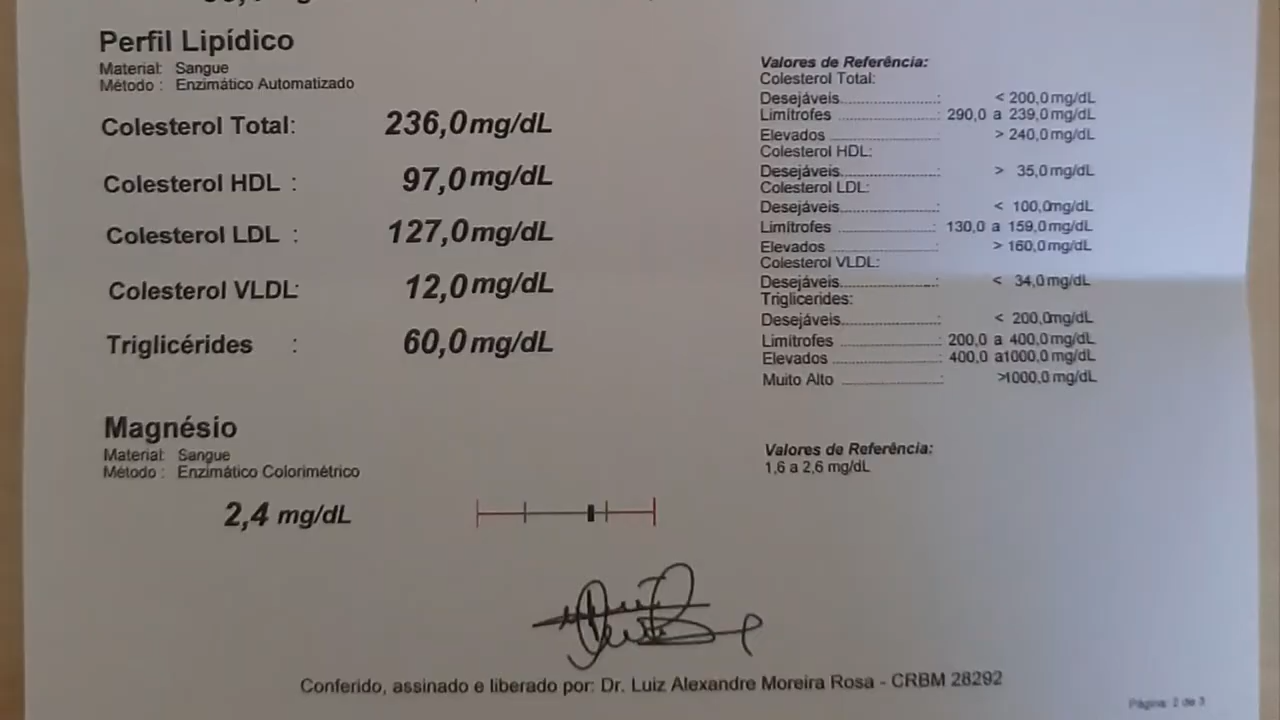 Perfil Lipídico
Material: Sangue
Método : Enzimático Automatizado
Colesterol Total: 236,0 mg/dL
Colesterol HDL : 97,0 mg/dL
Colesterol LDL : 127,0 mg/dL
Colesterol VLDL: 12,0 mg/dL
Triglicérides : 60,0 mg/dL
Valores de Referência:
Colesterol Total:
Desejáveis....................: < 200,0 mg/dL
Limítrofes ....................: 290,0 a 239,0 mg/dL
Elevados ....................: > 240,0 mg/dL
Colesterol HDL:
Desejáveis....................: > 35,0 mg/dL
Colesterol LDL:
Desejáveis....................: < 100,0mg/dL
Limítrofes ....................: 130,0 a 159,0 mg/dL
Elevados ....................: > 160,0 mg/dL
Colesterol VLDL:
Desejáveis....................: < 34,0 mg/dL
Triglicerides:
Desejáveis....................: < 200,0mg/dL
Limítrofes ....................: 200,0 a 400,0 mg/dL
Elevados ....................: 400,0 a1000,0 mg/dL
Muito Alto ....................: >1000,0 mg/dL
Magnésio
Material: Sangue
Método : Enzimático Colorimétrico
2,4 mg/dL
Valores de Referência:
1,6 a 2,6 mg/dL
Conferido, assinado e liberado por: Dr. Luiz Alexandre Moreira Rosa - CRBM 28292
Página: 2 de 3